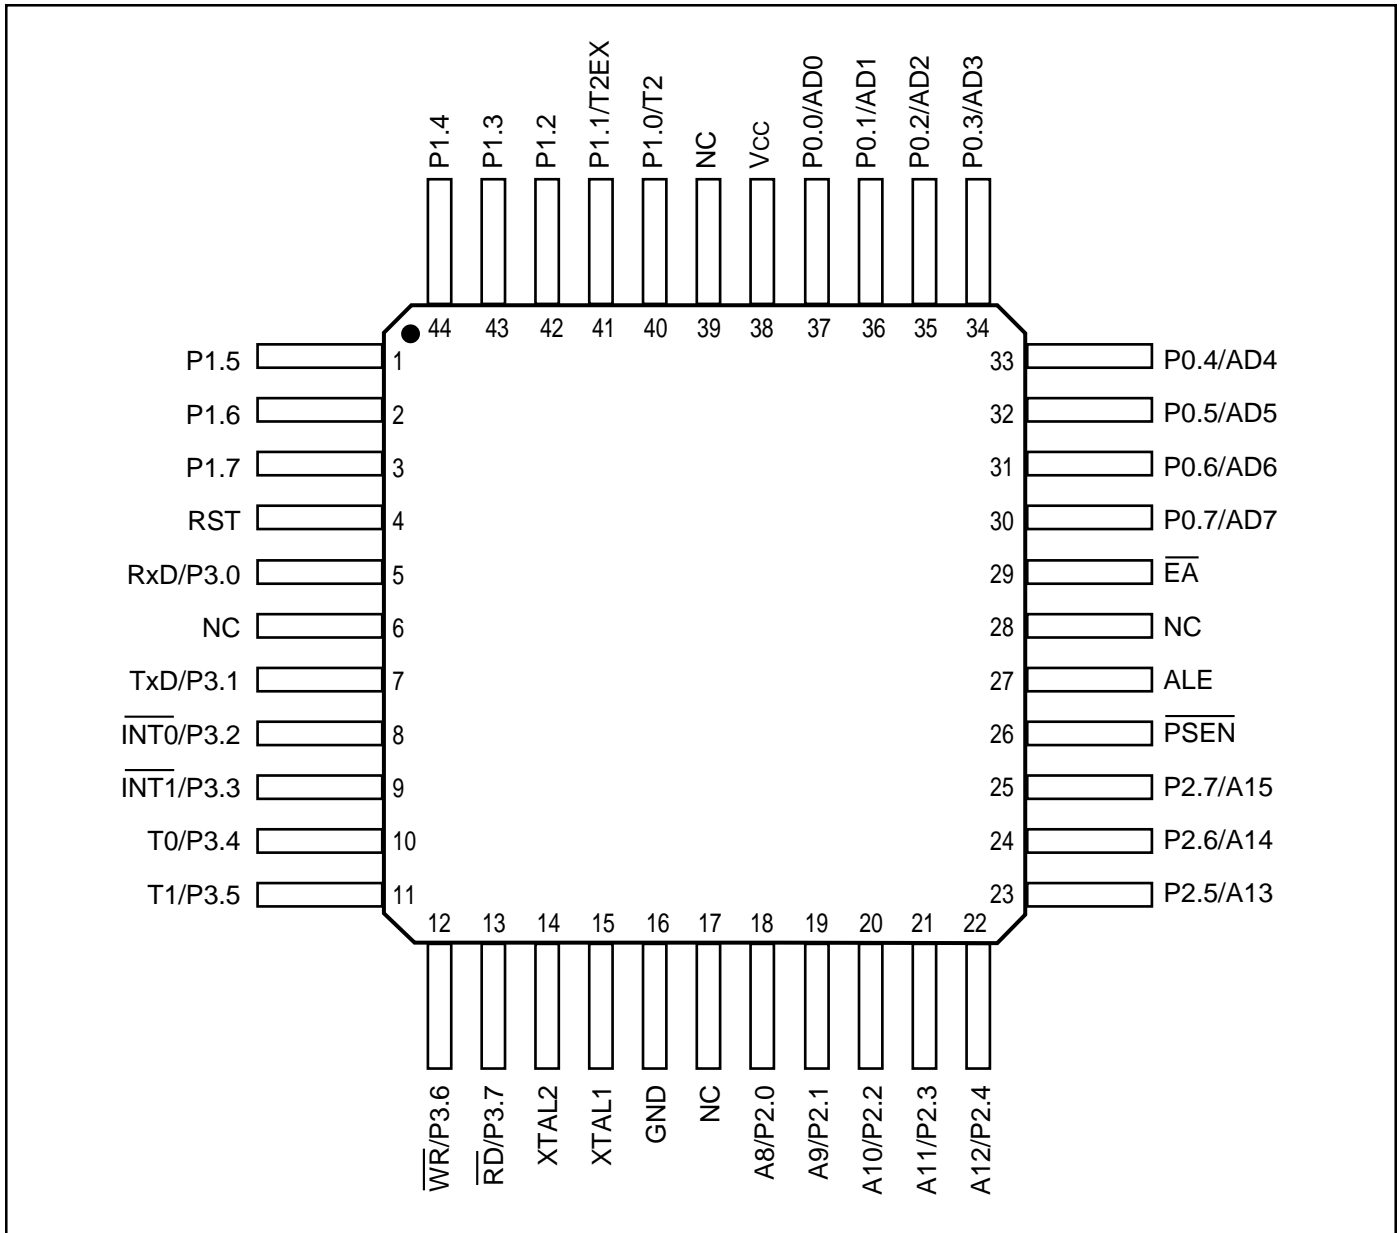 P1.4
P1.3
P1.2
P1.1/T2EX
P1.0/T2
NC
Vcc
P0.0/AD0
P0.1/AD1
P0.2/AD2
P0.3/AD3
44 43 42 41 40 39 38 37 36 35 34
P1.5 1 33 P0.4/AD4
P1.6 2 32 P0.5/AD5
P1.7 3 31 P0.6/AD6
RST 4 30 P0.7/AD7
RxD/P3.0 5 29 E̅A̅
NC 6 28 NC
TxD/P3.1 7 27 ALE
I̅N̅T̅0̅/P3.2 8 26 P̅S̅E̅N̅
I̅N̅T̅1̅/P3.3 9 25 P2.7/A15
T0/P3.4 10 24 P2.6/A14
T1/P3.5 11 23 P2.5/A13
12 13 14 15 16 17 18 19 20 21 22
W̅R̅/P3.6
R̅D̅/P3.7
XTAL2
XTAL1
GND
NC
A8/P2.0
A9/P2.1
A10/P2.2
A11/P2.3
A12/P2.4